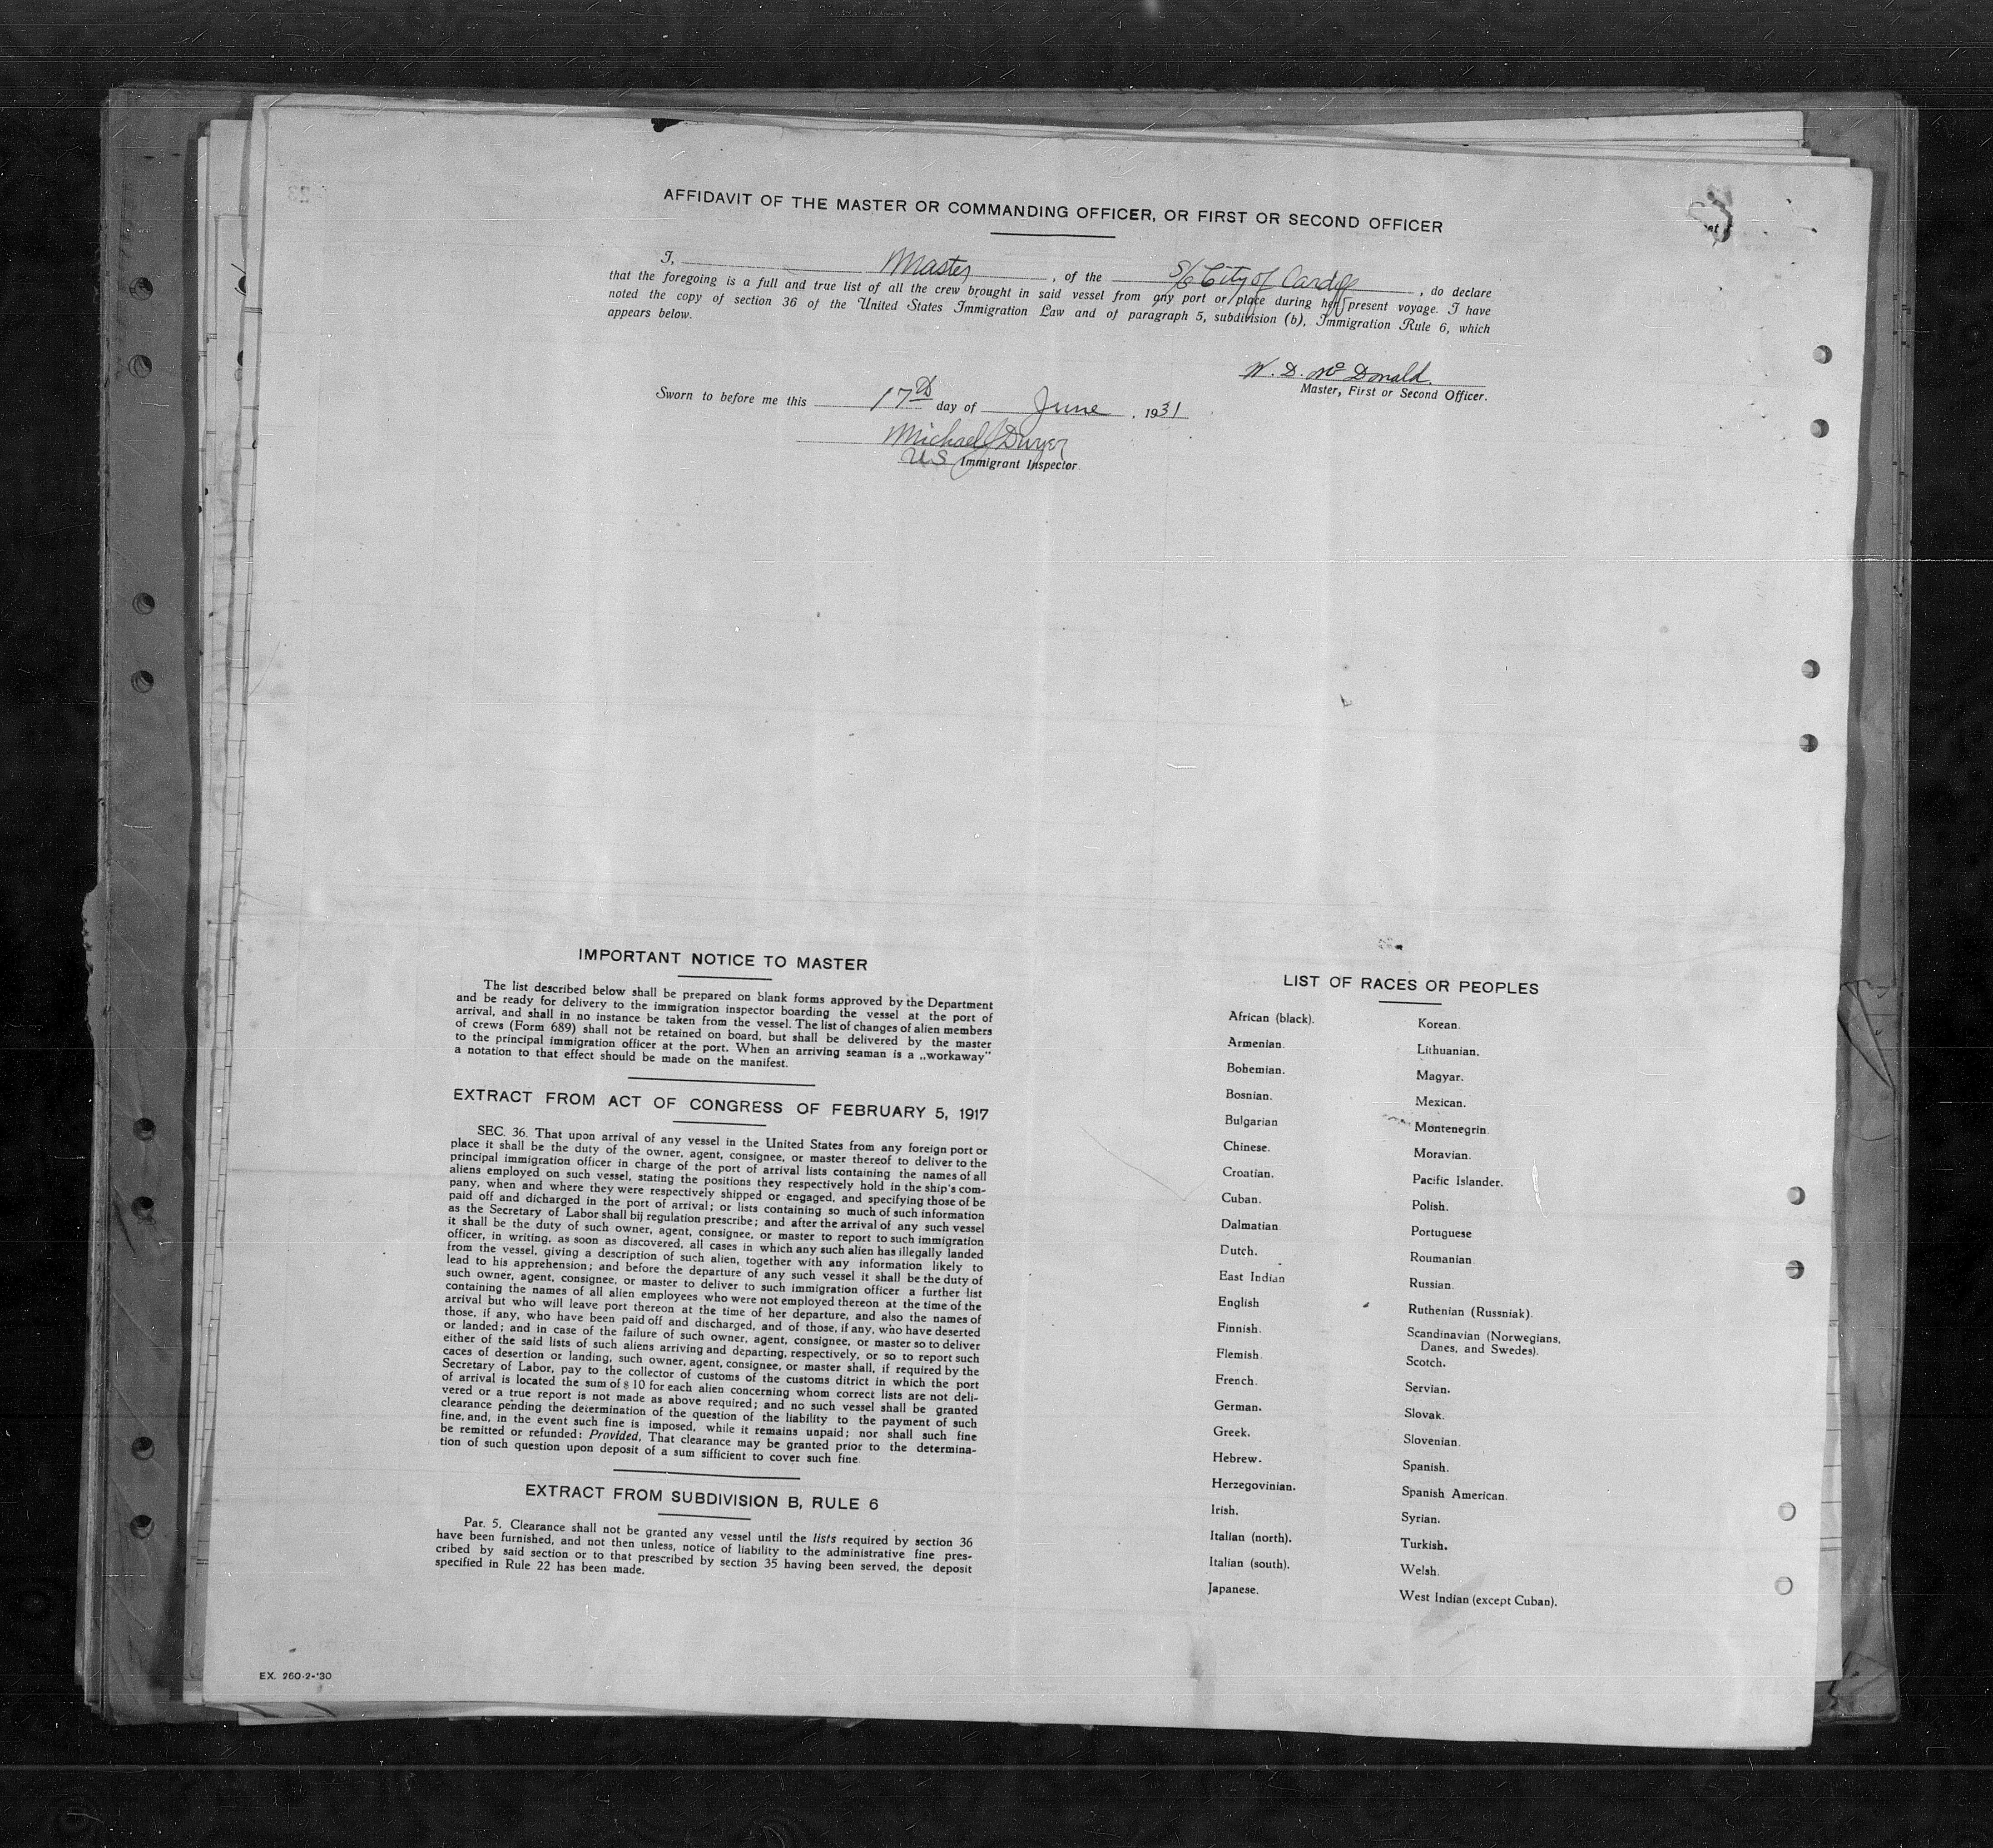 AFFIDAVIT OF THE MASTER OR COMMANDING OFFICER, OR FIRST OR SECOND OFFICER
I, Master, of the S/S City of Cardiff, do declare
that the foregoing is a full and true list of all the crew brought in said vessel from any port or place during her present voyage. I have
noted the copy of section 36 of the United States Immigration Law and of paragraph 5, subdivision (b), Immigration Rule 6, which
appears below.
W. D. McDonald.
Master, First or Second Officer.
Sworn to before me this 17th day of June, 1931
Michael Dwyer
US Immigrant Inspector
IMPORTANT NOTICE TO MASTER
The list described below shall be prepared on blank forms approved by the Department
and be ready for delivery to the immigration inspector boarding the vessel at the port of
arrival, and shall in no instance be taken from the vessel. The list of changes of alien members
of crews (Form 689) shall not be retained on board, but shall be delivered by the master
to the principal immigration officer at the port. When an arriving seaman is a „workaway”
a notation to that effect should be made on the manifest.
EXTRACT FROM ACT OF CONGRESS OF FEBRUARY 5, 1917
SEC. 36. That upon arrival of any vessel in the United States from any foreign port or
place it shall be the duty of the owner, agent, consignee, or master thereof to deliver to the
principal immigration officer in charge of the port of arrival lists containing the names of all
aliens employed on such vessel, stating the positions they respectively hold in the ship's com-
pany, when and where they were respectively shipped or engaged, and specifying those of be
paid off and dicharged in the port of arrival; or lists containing so much of such information
as the Secretary of Labor shall bij regulation prescribe; and after the arrival of any such vessel
it shall be the duty of such owner, agent, consignee, or master to report to such immigration
officer, in writing, as soon as discovered, all cases in which any such alien has illegally landed
from the vessel, giving a description of such alien, together with any information likely to
lead to his apprehension; and before the departure of any such vessel it shall be the duty of
such owner, agent, consignee, or master to deliver to such immigration officer a further list
containing the names of all alien employees who were not employed thereon at the time of the
arrival but who will leave port thereon at the time of her departure, and also the names of
those, if any, who have been paid off and discharged, and of those, if any, who have deserted
or landed; and in case of the failure of such owner, agent, consignee, or master so to deliver
either of the said lists of such aliens arriving and departing, respectively, or so to report such
caces of desertion or landing, such owner, agent, consignee, or master shall, if required by the
Secretary of Labor, pay to the collector of customs of the customs ditrict in which the port
of arrival is located the sum of $ 10 for each alien concerning whom correct lists are not deli-
vered or a true report is not made as above required; and no such vessel shall be granted
clearance pending the determination of the question of the liability to the payment of such
fine, and, in the event such fine is imposed, while it remains unpaid; nor shall such fine
be remitted or refunded: Provided, That clearance may be granted prior to the determina-
tion of such question upon deposit of a sum sifficient to cover such fine
EXTRACT FROM SUBDIVISION B, RULE 6
Par. 5. Clearance shall not be granted any vessel until the lists required by section 36
have been furnished, and not then unless, notice of liability to the administrative fine pres-
cribed by said section or to that prescribed by section 35 having been served, the deposit
specified in Rule 22 has been made.
LIST OF RACES OR PEOPLES
African (black).
Armenian.
Bohemian.
Bosnian.
Bulgarian
Chinese.
Croatian.
Cuban.
Dalmatian
Dutch.
East Indian
English
Finnish.
Flemish.
French.
German.
Greek.
Hebrew.
Herzegovinian.
Irish.
Italian (north).
Italian (south).
Japanese.
Korean.
Lithuanian.
Magyar.
Mexican.
Montenegrin.
Moravian.
Pacific Islander.
Polish.
Portuguese
Roumanian
Russian.
Ruthenian (Russniak).
Scandinavian (Norwegians,
Danes, and Swedes).
Scotch.
Servian.
Slovak.
Slovenian.
Spanish.
Spanish American.
Syrian.
Turkish.
Welsh.
West Indian (except Cuban).
EX. 260-2-'30